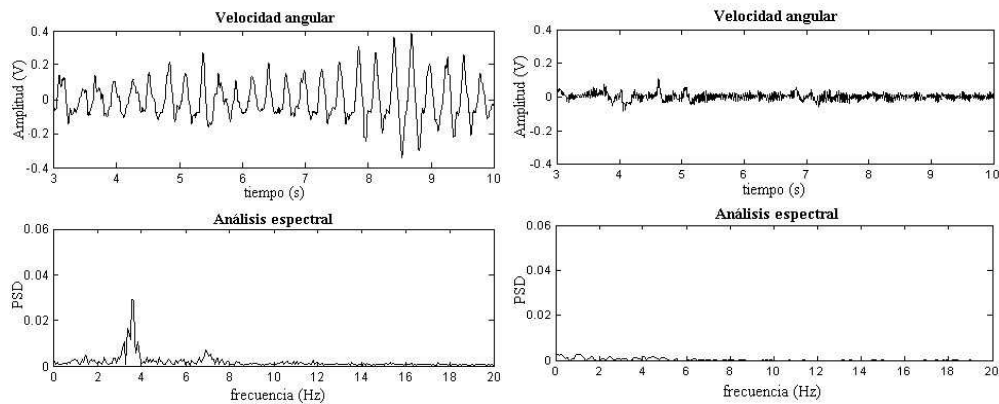 Velocidad angular
Amplitud (V)
0.4
0.2
0
-0.2
-0.4
3 4 5 6 7 8 9 10
tiempo (s)
Velocidad angular
Amplitud (V)
0.4
0.2
0
-0.2
-0.4
3 4 5 6 7 8 9 10
tiempo (s)
Análisis espectral
PSD
0.06
0.04
0.02
0
0 2 4 6 8 10 12 14 16 18 20
frecuencia (Hz)
Análisis espectral
PSD
0.06
0.04
0.02
0
0 2 4 6 8 10 12 14 16 18 20
frecuencia (Hz)